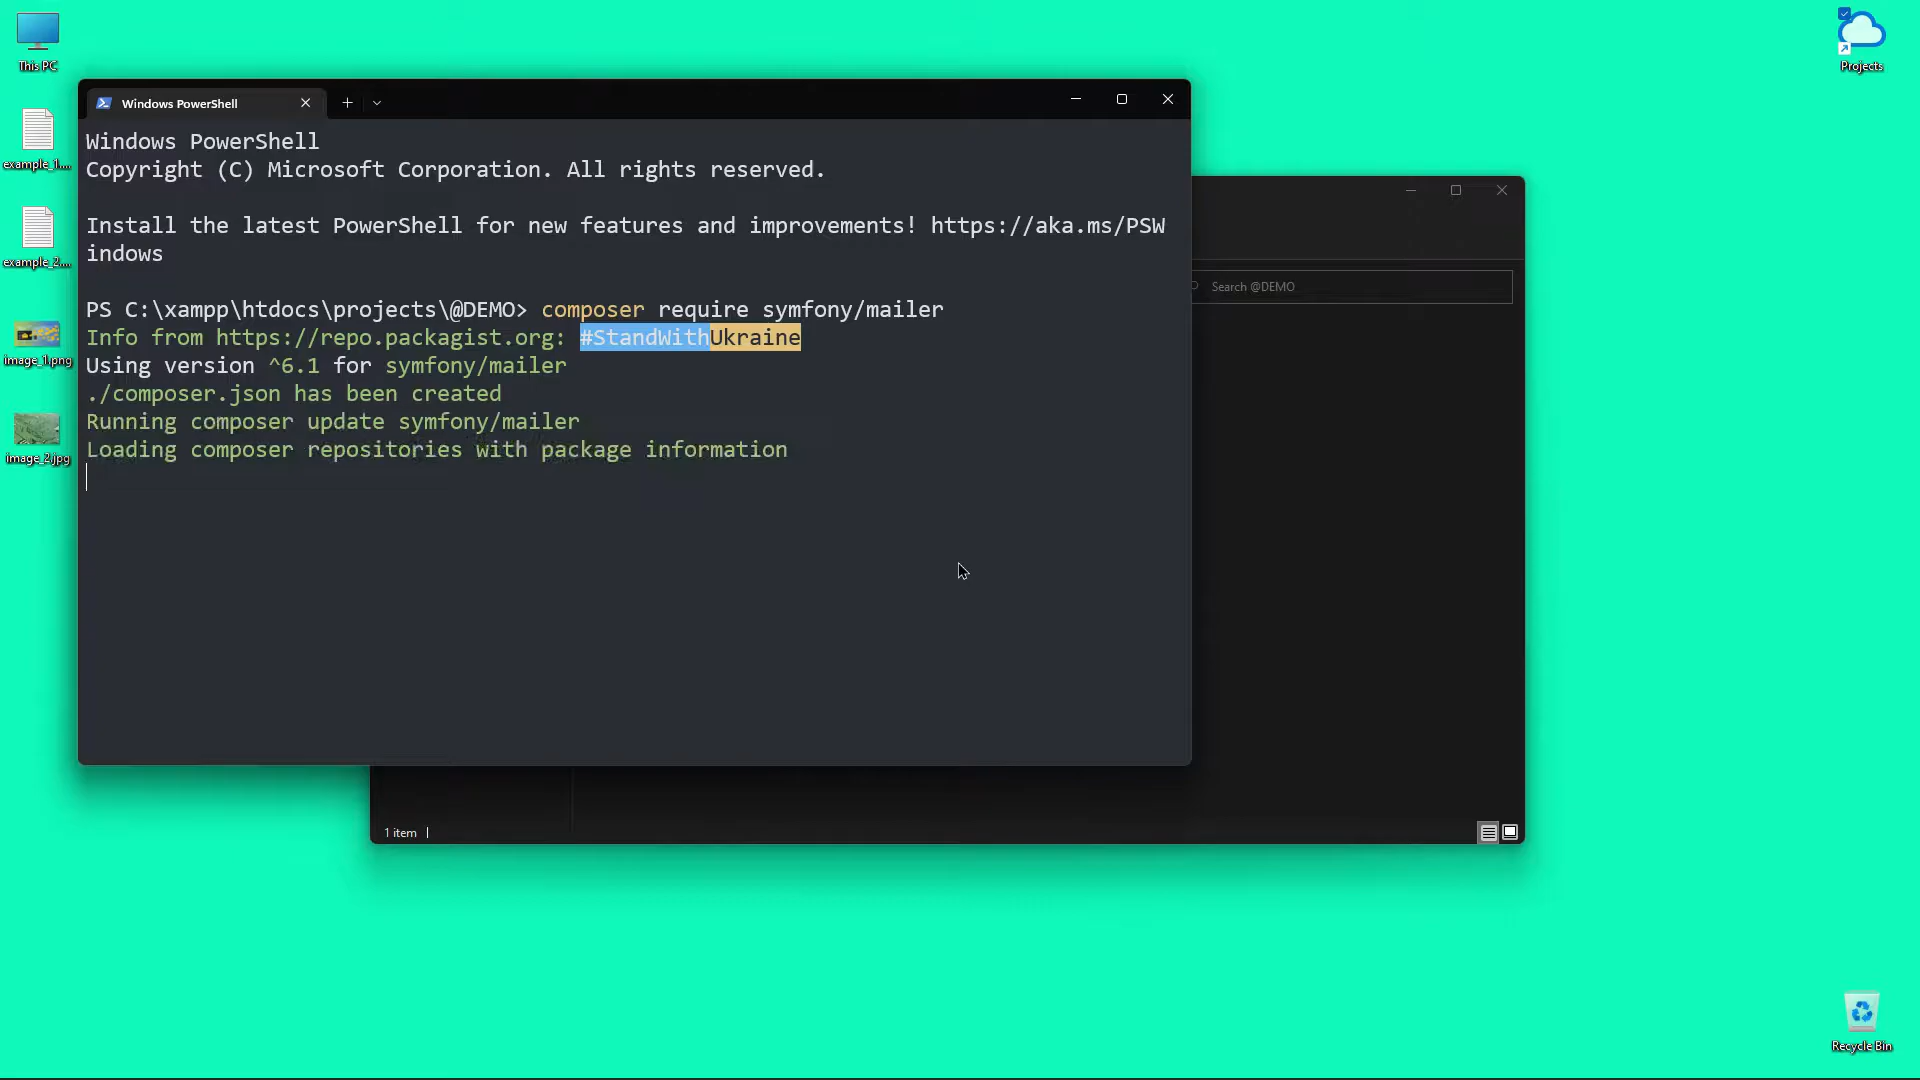 This PC
Projects
Windows PowerShell
example_1....
Windows PowerShell
Copyright (C) Microsoft Corporation. All rights reserved.
example_2....
Install the latest PowerShell for new features and improvements! https://aka.ms/PSW
indows
Search @DEMO
PS C:\xampp\htdocs\projects\@DEMO> composer require symfony/mailer
Info from https://repo.packagist.org: #StandWithUkraine
image_1.png
Using version ^6.1 for symfony/mailer
./composer.json has been created
Running composer update symfony/mailer
Loading composer repositories with package information
image_2.jpg
1 item
Recycle Bin